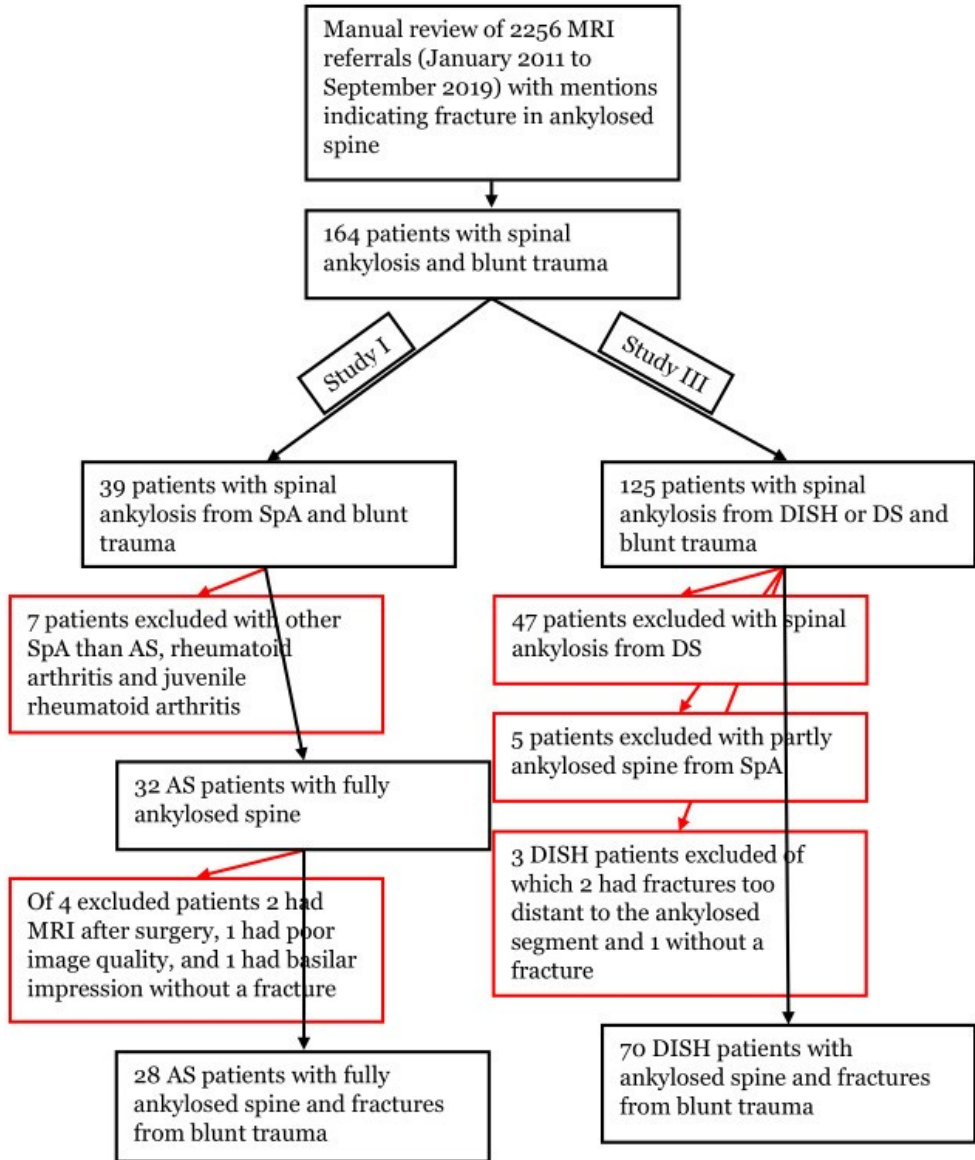 Manual review of 2256 MRI
referrals (January 2011 to
September 2019) with mentions
indicating fracture in ankylosed
spine
164 patients with spinal
ankylosis and blunt trauma
Study I
Study III
39 patients with spinal
ankylosis from SpA and blunt
trauma
125 patients with spinal
ankylosis from DISH or DS and
blunt trauma
7 patients excluded with other
SpA than AS, rheumatoid
arthritis and juvenile
rheumatoid arthritis
47 patients excluded with spinal
ankylosis from DS
5 patients excluded with partly
ankylosed spine from SpA
32 AS patients with fully
ankylosed spine
3 DISH patients excluded of
which 2 had fractures too
distant to the ankylosed
segment and 1 without a
fracture
Of 4 excluded patients 2 had
MRI after surgery, 1 had poor
image quality, and 1 had basilar
impression without a fracture
28 AS patients with fully
ankylosed spine and fractures
from blunt trauma
70 DISH patients with
ankylosed spine and fractures
from blunt trauma